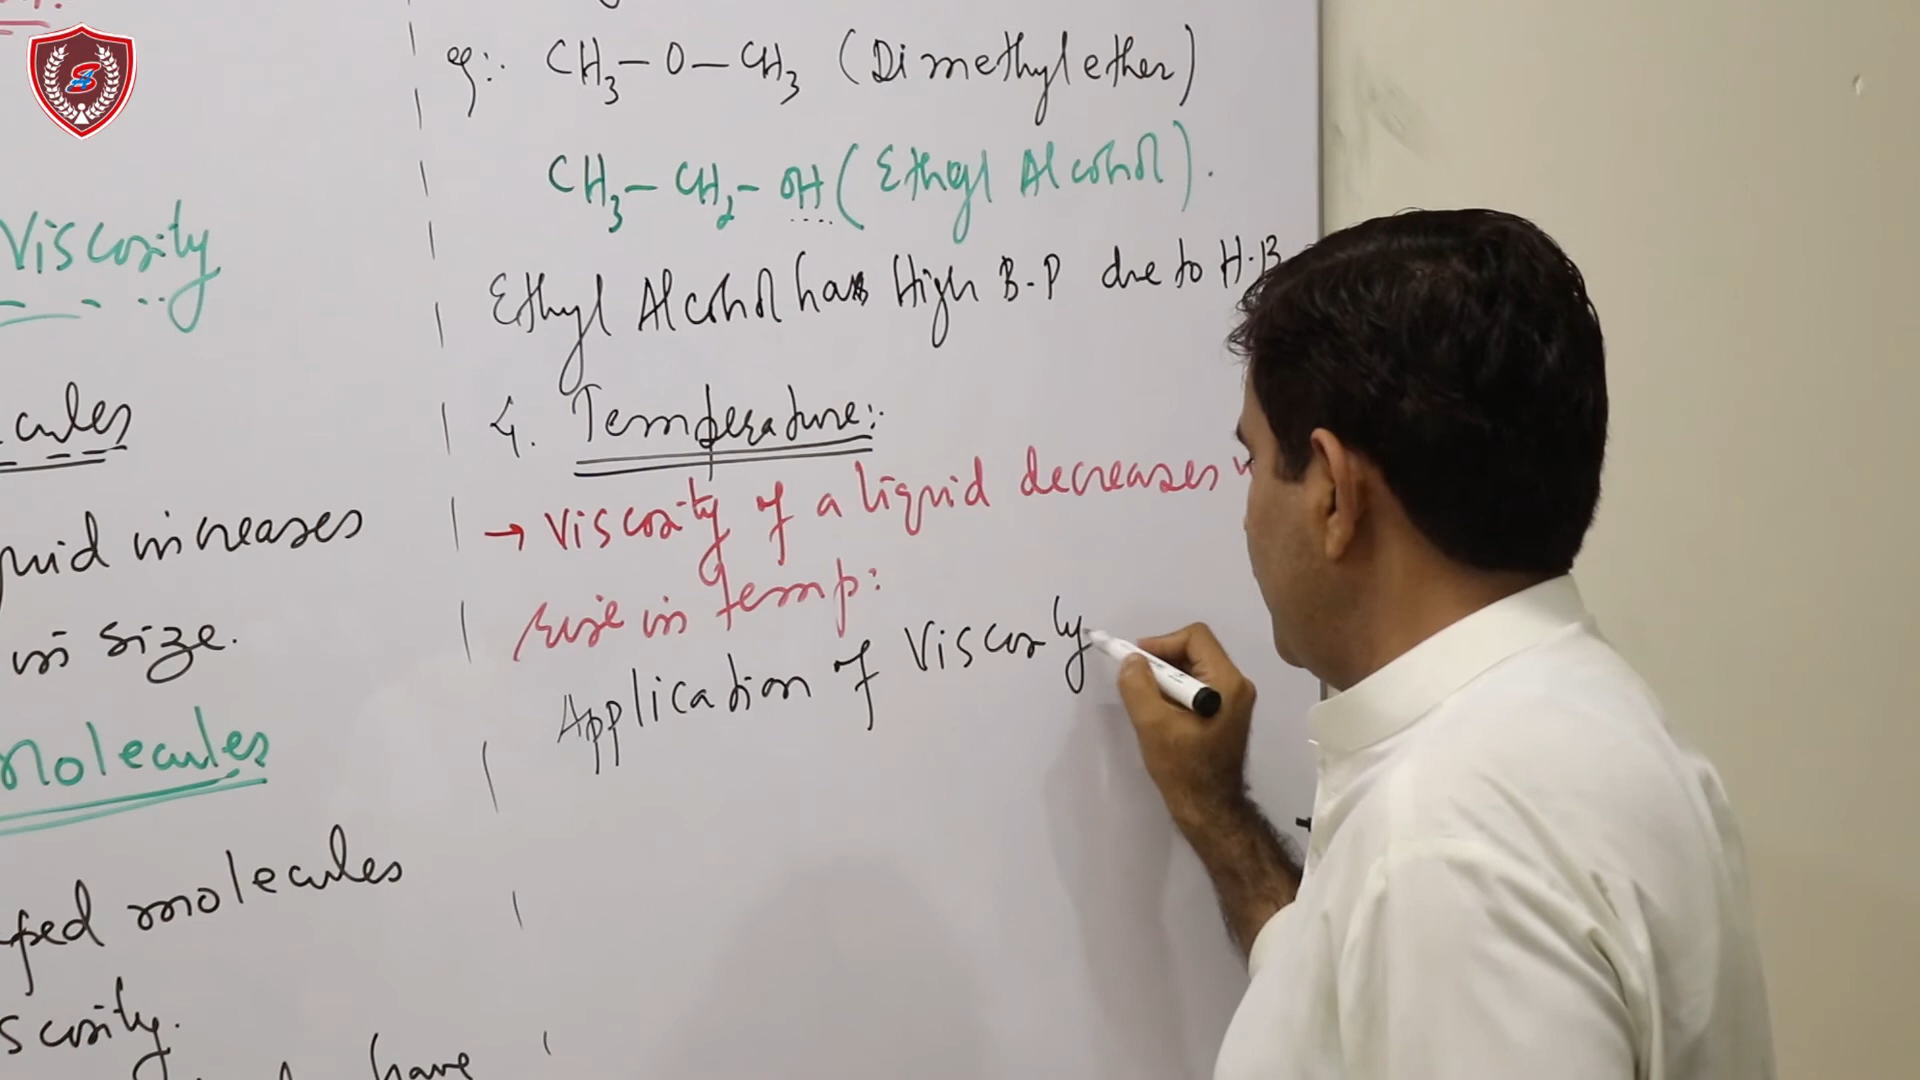 Viscosity
cules
quid increases
in size.
Molecules
ped molecules
scosity.
have
eg:. CH3-O-CH3 (Dimethyl ether)
CH3-CH2-OH (Ethyl Alcohol).
Ethyl Alcohol has High B.P due to H.B
4. Temperature:.
→ Viscosity of a liquid decreases
rise in temp:
Application of Viscosity